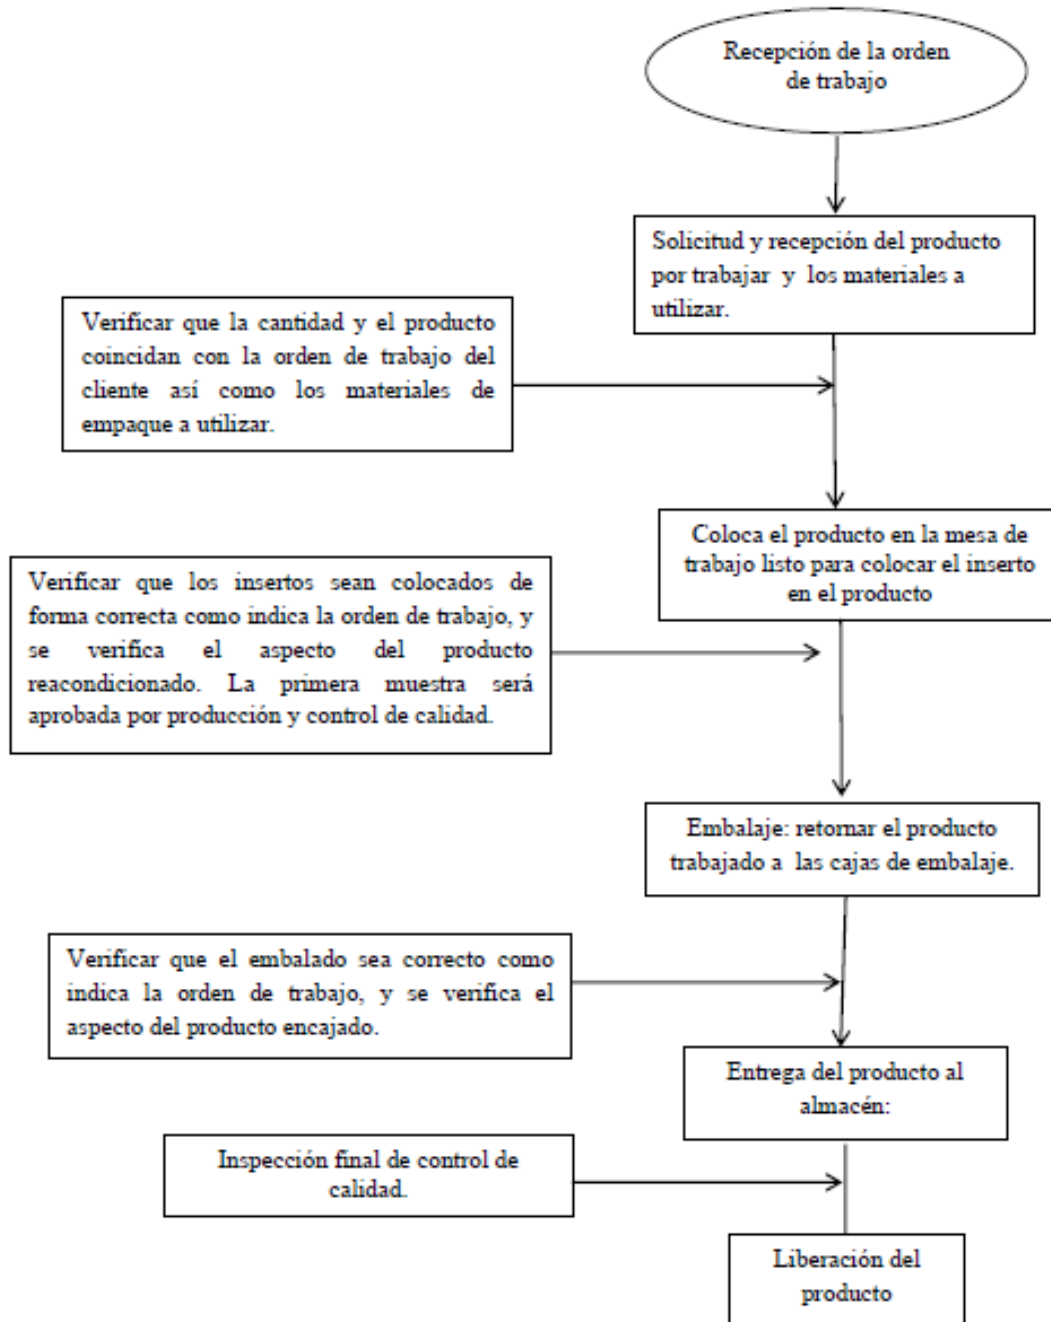 Recepción de la orden
de trabajo
Solicitud y recepción del producto
por trabajar y los materiales a
utilizar.
Verificar que la cantidad y el producto
coincidan con la orden de trabajo del
cliente así como los materiales de
empaque a utilizar.
Coloca el producto en la mesa de
trabajo listo para colocar el inserto
en el producto
Verificar que los insertos sean colocados de
forma correcta como indica la orden de trabajo, y
se verifica el aspecto del producto
reacondicionado. La primera muestra será
aprobada por producción y control de calidad.
Embalaje: retornar el producto
trabajado a las cajas de embalaje.
Verificar que el embalado sea correcto como
indica la orden de trabajo, y se verifica el
aspecto del producto encajado.
Entrega del producto al
almacén:
Inspección final de control de
calidad.
Liberación del
producto